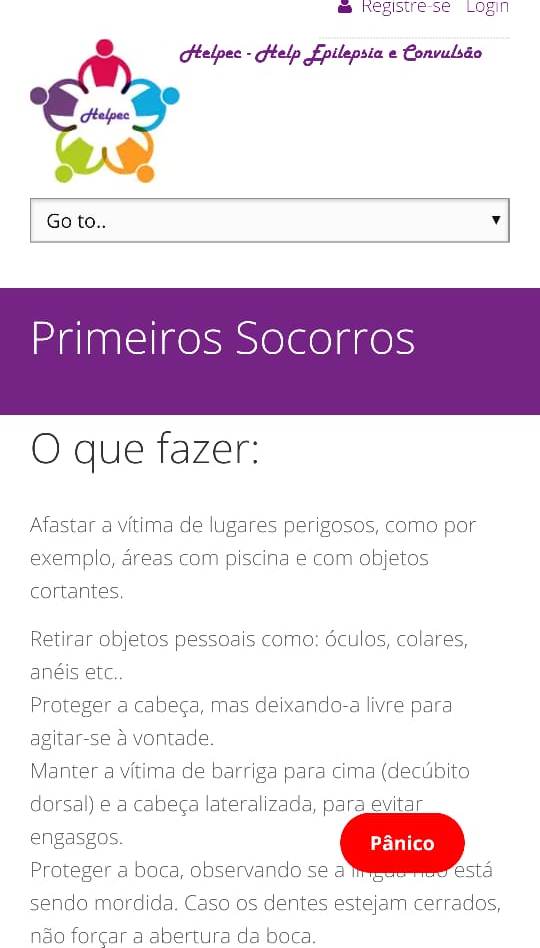 Registre-se Login
Helpec - Help Epilepsia e Convulsão
Helpec
Go to..
Primeiros Socorros
O que fazer:
Afastar a vítima de lugares perigosos, como por
exemplo, áreas com piscina e com objetos
cortantes.
Retirar objetos pessoais como: óculos, colares,
anéis etc..
Proteger a cabeça, mas deixando-a livre para
agitar-se à vontade.
Manter a vítima de barriga para cima (decúbito
dorsal) e a cabeça lateralizada, para evitar
engasgos.
Pânico
Proteger a boca, observando se a língua não está
sendo mordida. Caso os dentes estejam cerrados,
não forçar a abertura da boca.